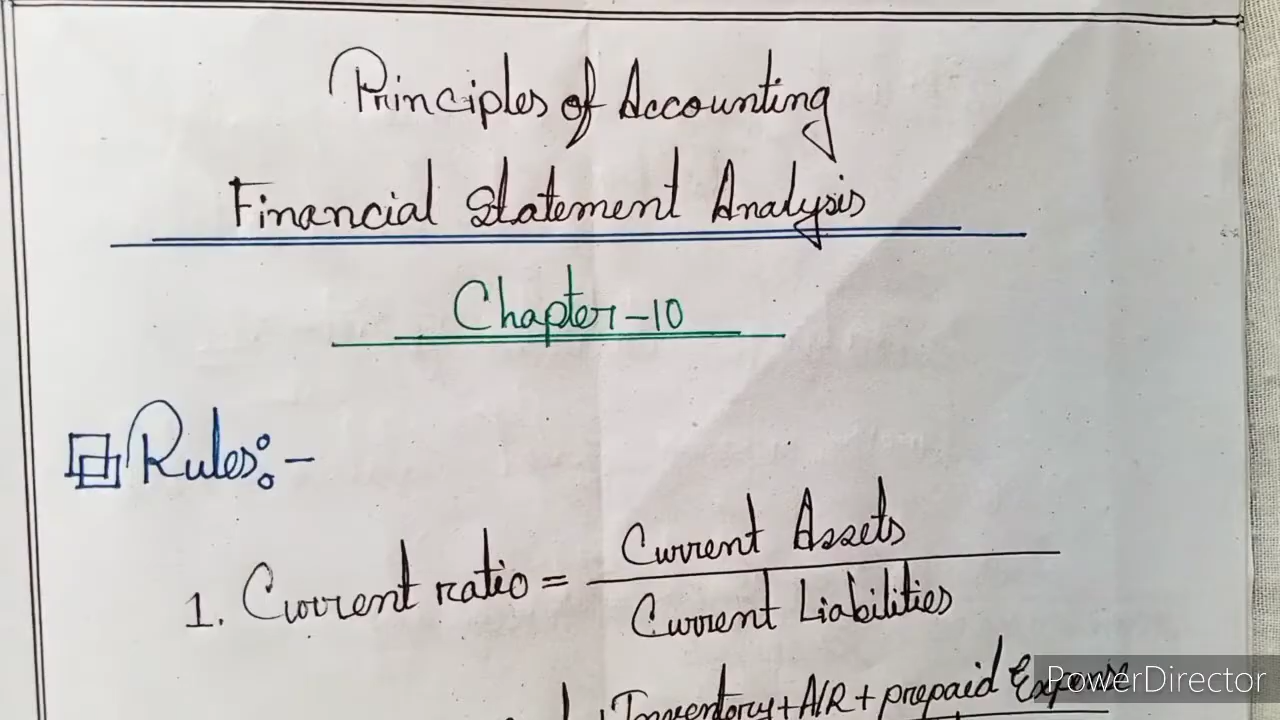 Principles of Accounting
Financial Statement Analysis
Chapter-10
Rules:-
1. Current ratio = Current Assets
Current Liabilities
Inventory + A/R + prepaid Expense
PowerDirector